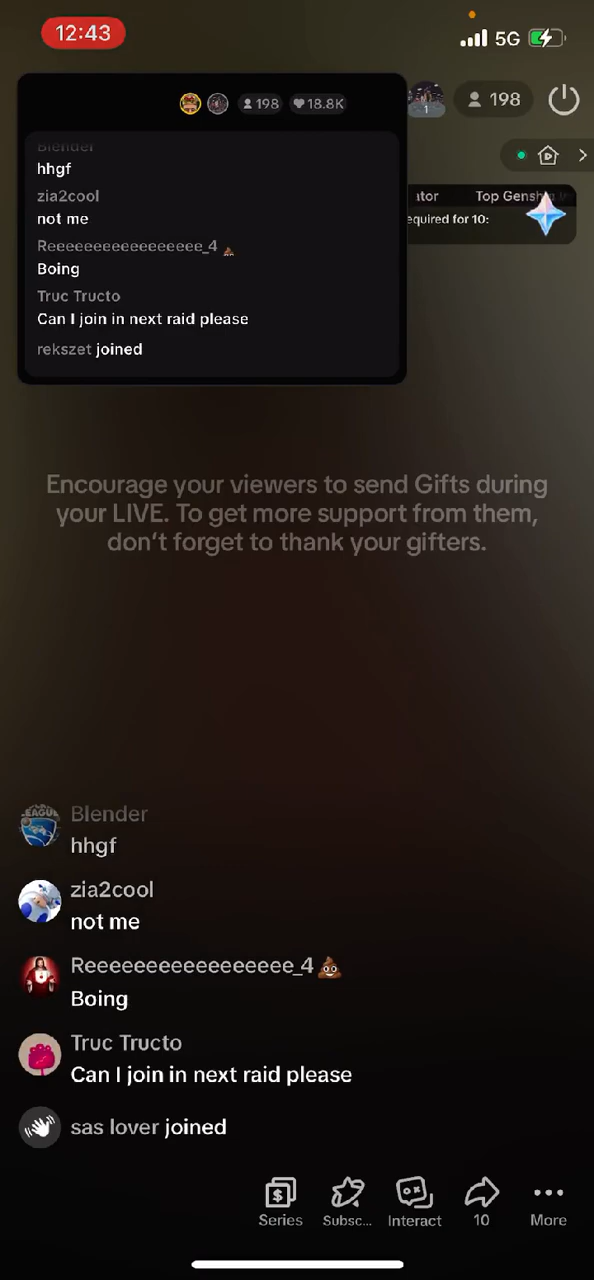 12:43
5G
198
18.8K
1
198
Blender
hhgf
zia2cool
not me
Reeeeeeeeeeeeeeeee_4 💩
Boing
Truc Tructo
Can I join in next raid please
rekszet joined
Top Gensh
equired for 10:
Encourage your viewers to send Gifts during
your LIVE. To get more support from them,
don't forget to thank your gifters.
Blender
hhgf
zia2cool
not me
Reeeeeeeeeeeeeeeee_4 💩
Boing
Truc Tructo
Can I join in next raid please
sas lover joined
Series
Subsc...
Interact
10
More